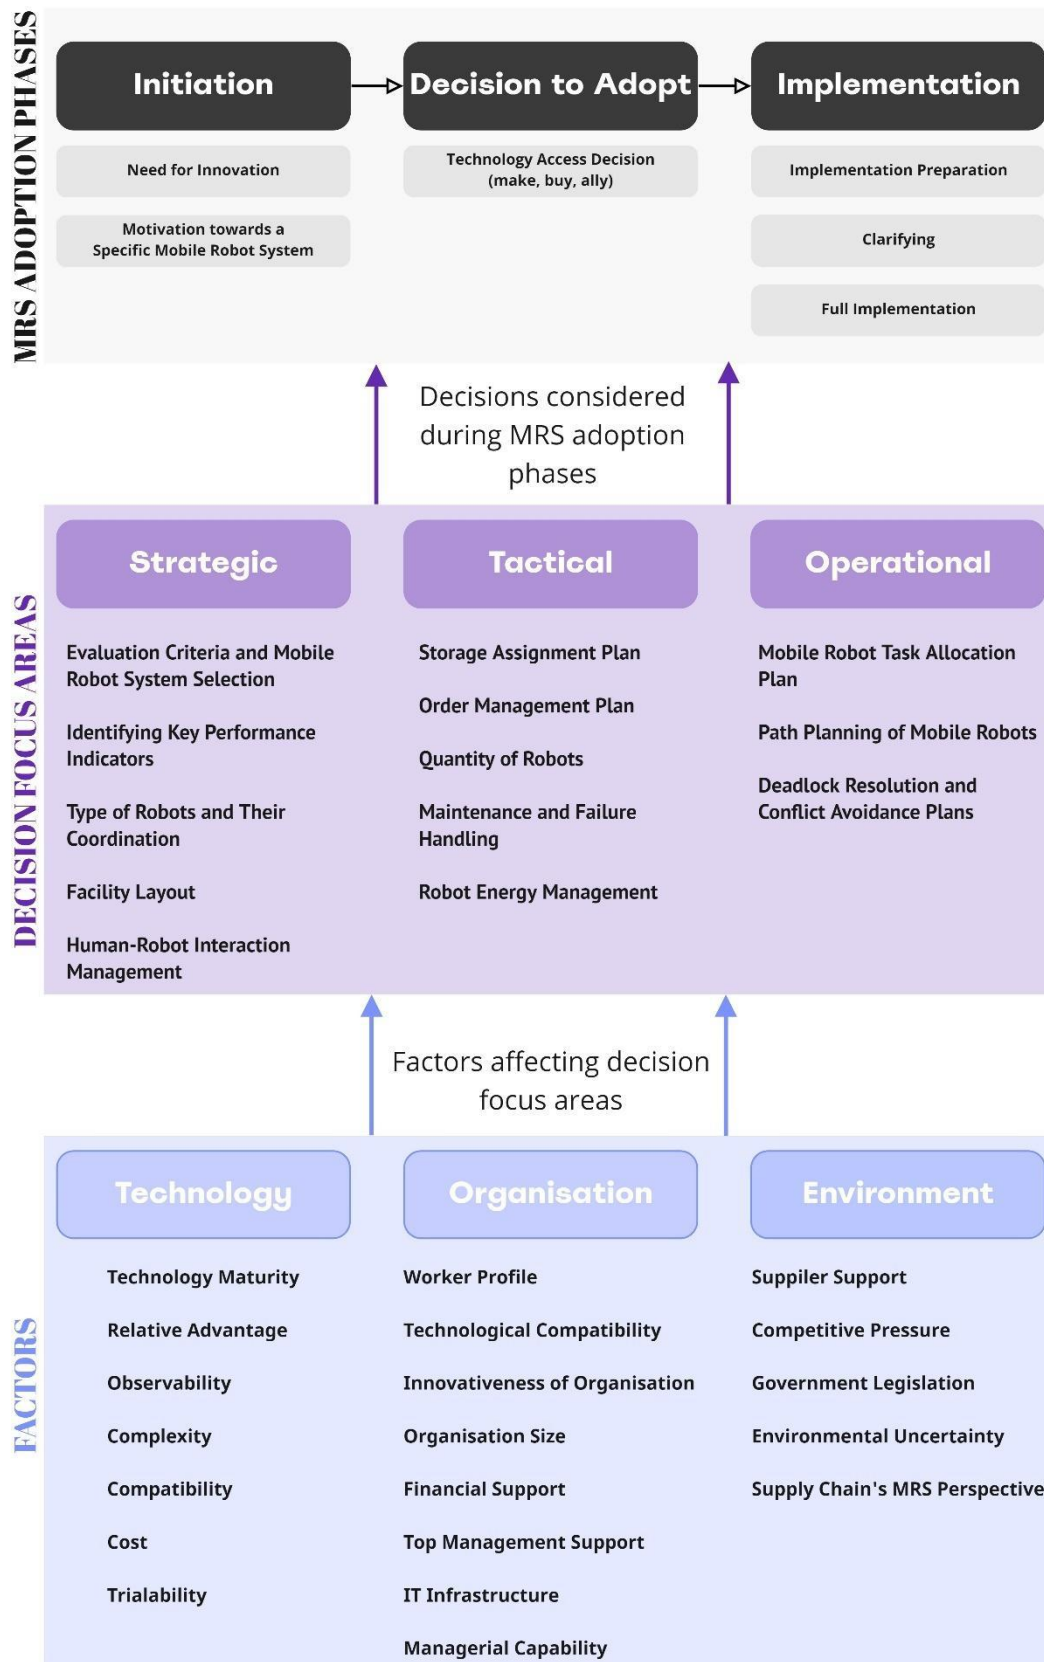 MRS ADOPTION PHASES
Initiation
Decision to Adopt
Implementation
Need for Innovation
Motivation towards a
Specific Mobile Robot System
Technology Access Decision
(make, buy, ally)
Implementation Preparation
Clarifying
Full Implementation
Decisions considered
during MRS adoption
phases
DECISION FOCUS AREAS
Strategic
Evaluation Criteria and Mobile
Robot System Selection
Identifying Key Performance
Indicators
Type of Robots and Their
Coordination
Facility Layout
Human-Robot Interaction
Management
Tactical
Storage Assignment Plan
Order Management Plan
Quantity of Robots
Maintenance and Failure
Handling
Robot Energy Management
Operational
Mobile Robot Task Allocation
Plan
Path Planning of Mobile Robots
Deadlock Resolution and
Conflict Avoidance Plans
Factors affecting decision
focus areas
FACTORS
Technology
Technology Maturity
Relative Advantage
Observability
Complexity
Compatibility
Cost
Trialability
Organisation
Worker Profile
Technological Compatibility
Innovativeness of Organisation
Organisation Size
Financial Support
Top Management Support
IT Infrastructure
Managerial Capability
Environment
Suppiler Support
Competitive Pressure
Government Legislation
Environmental Uncertainty
Supply Chain's MRS Perspective